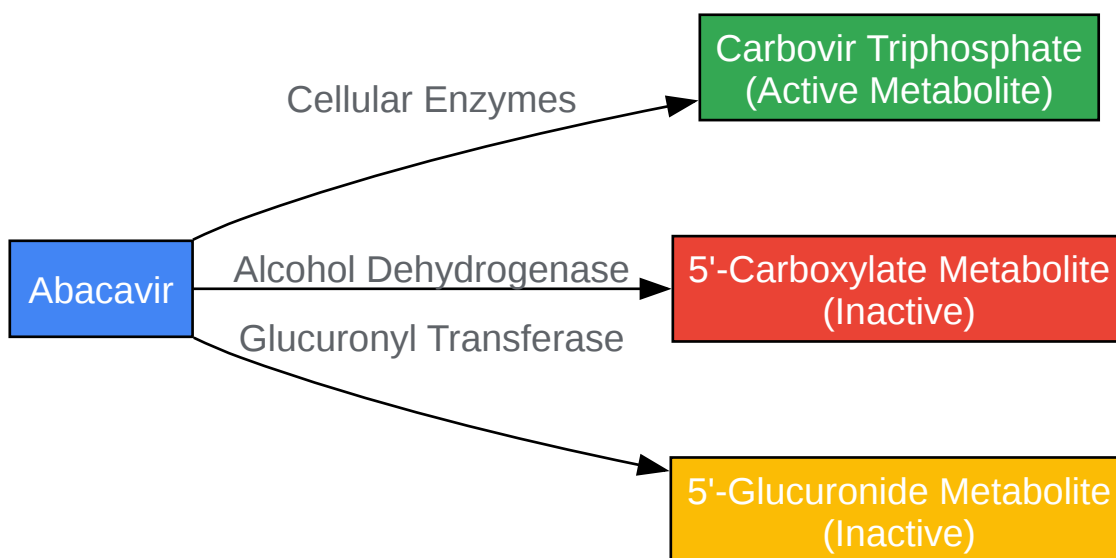 Carbovir Triphosphate
(Active Metabolite)
Cellular Enzymes
Abacavir
Alcohol Dehydrogenase
5'-Carboxylate Metabolite
(Inactive)
Glucuronyl Transferase
5'-Glucuronide Metabolite
(Inactive)